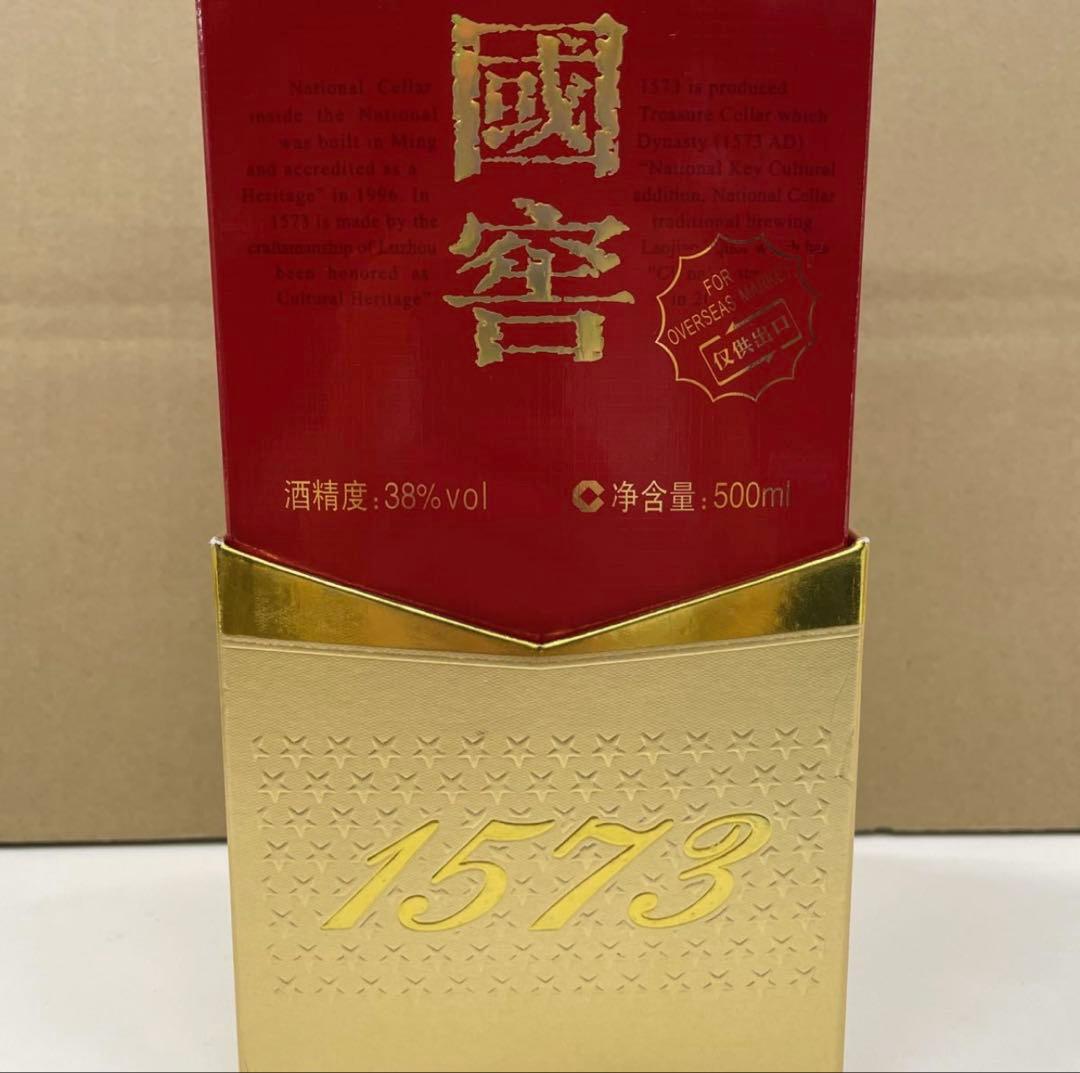 國
窖
National Cellar 1573 is produced
inside the National Treasure Cellar which
was built in Ming Dynasty (1573 AD)
and accredited as a "National Key Cultural
Heritage" in 1996. In addition, National Cellar
1573 is made by the traditional brewing
craftsmanship of Luzhou Laojiao
been honored as
Cultural Heritage" in
FOR
OVERSEAS MARKET
仅供出口
酒精度:38%vol
净含量:500ml
1573